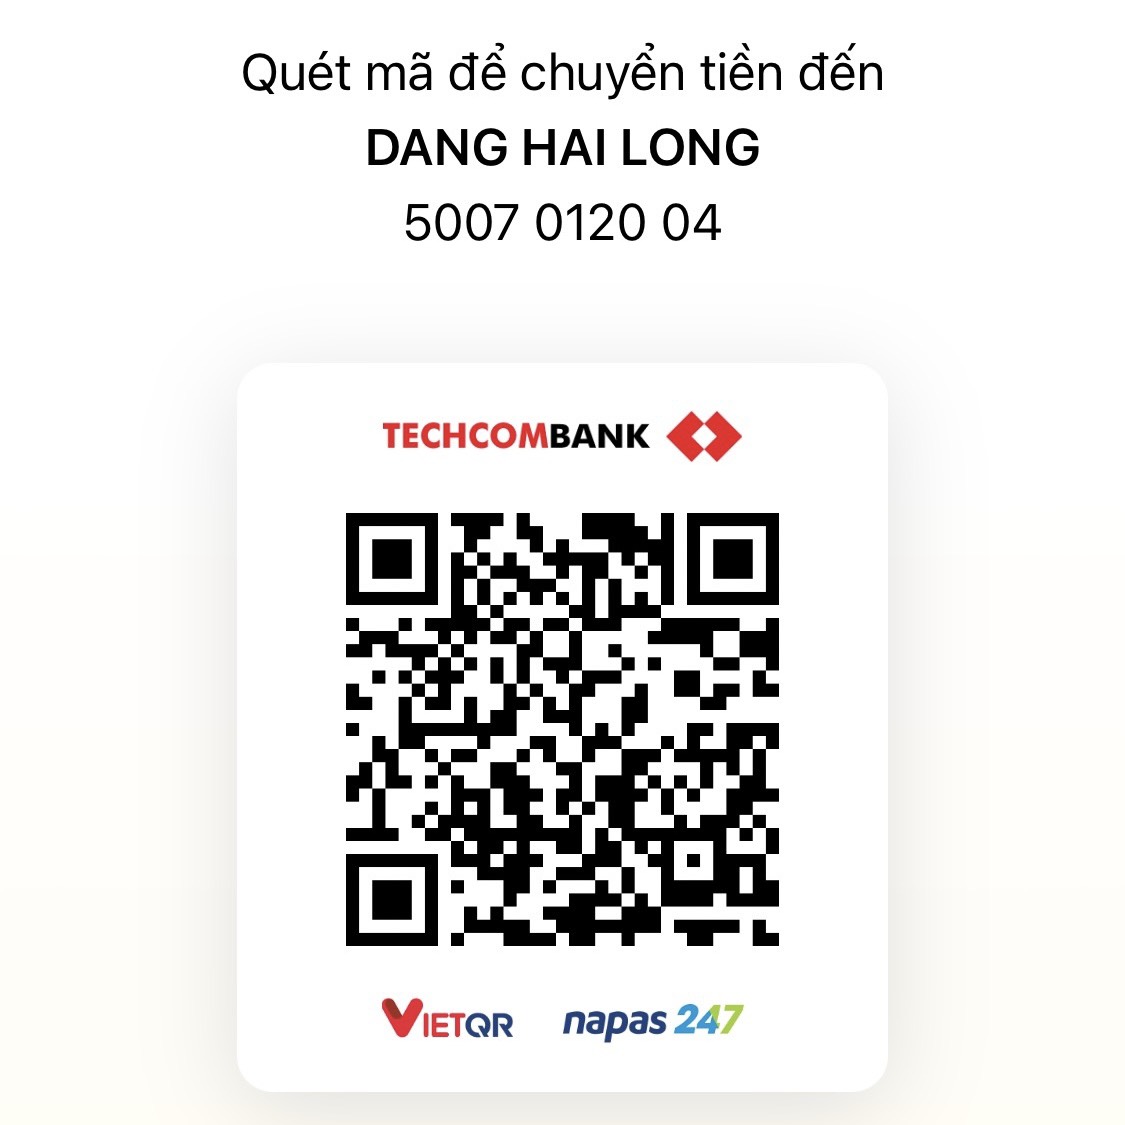 Quét mã để chuyển tiền đến
DANG HAI LONG
5007 0120 04
TECHCOMBANK
VIETQR
napas 247